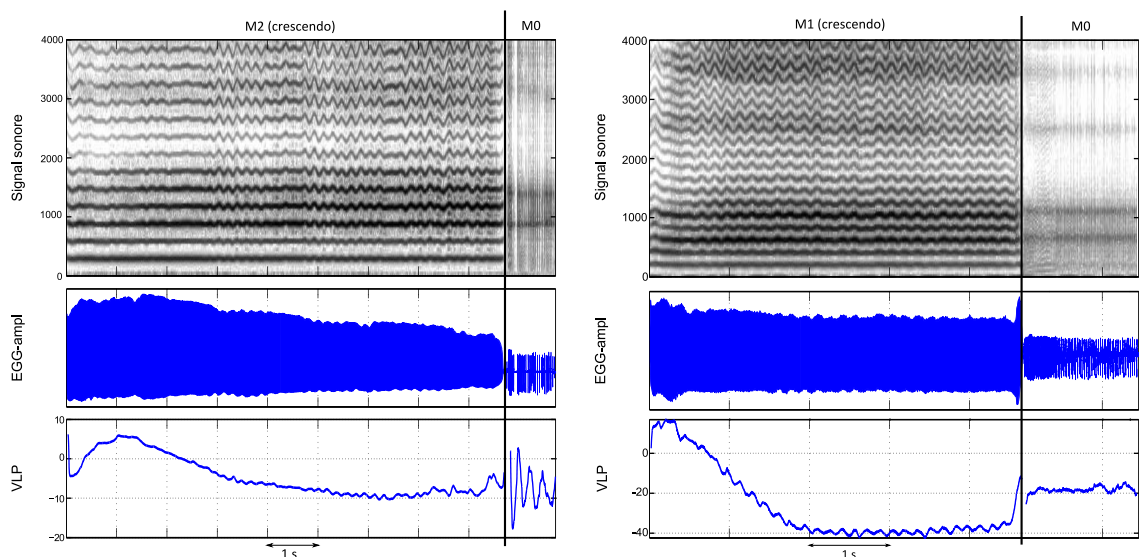 M2 (crescendo)
M0
Signal sonore
4000
3000
2000
1000
0
EGG-ampl
VLP
10
0
−10
−20
1 s
M1 (crescendo)
M0
Signal sonore
4000
3000
2000
1000
0
EGG-ampl
VLP
0
−20
−40
1 s